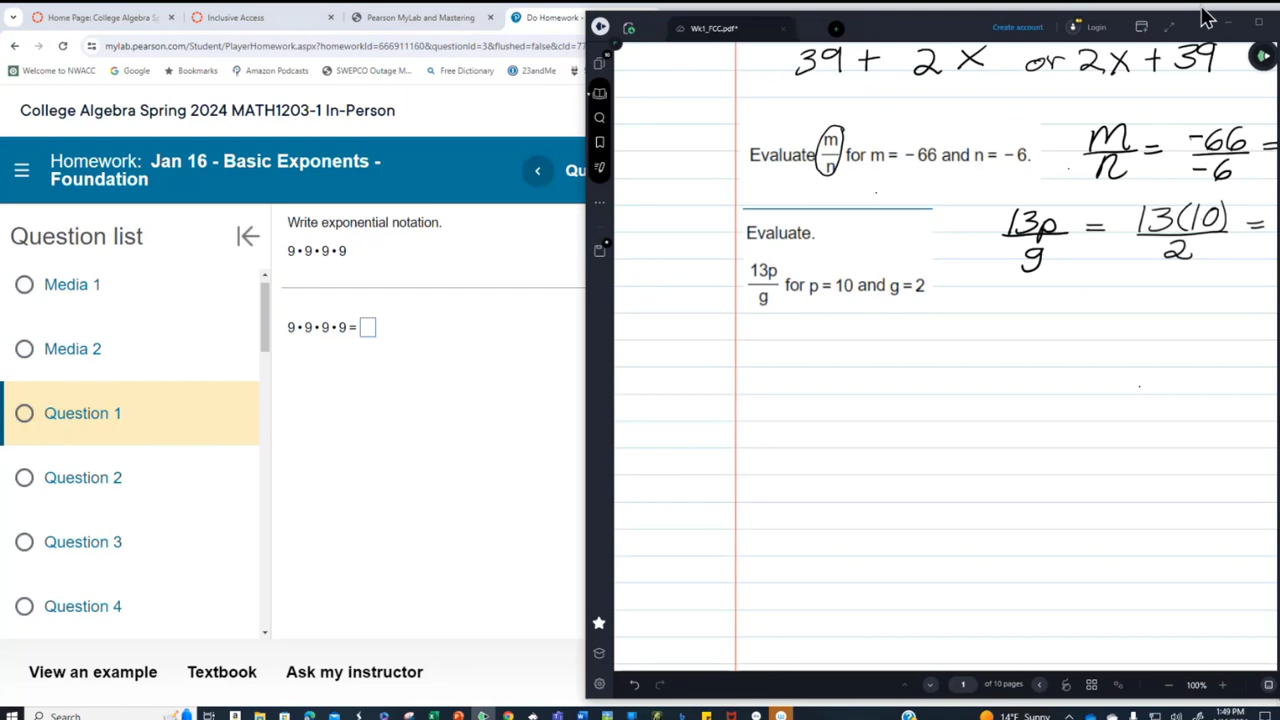 Home Page: College Algebra S
Inclusive Access
Pearson MyLab and Mastering
Do Homework
mylab.pearson.com/Student/PlayerHomework.aspx?homeworkId=666911160&questionId=3&flushed=false&cId=77
Welcome to NWACC
Google
Bookmarks
Amazon Podcasts
SWEPCO Outage M...
Free Dictionary
23andMe
College Algebra Spring 2024 MATH1203-1 In-Person
Homework: Jan 16 - Basic Exponents -
Foundation
Qu
Question list
Media 1
Media 2
Question 1
Question 2
Question 3
Question 4
Write exponential notation.
9•9•9•9
9•9•9•9=
View an example
Textbook
Ask my instructor
Wk1_FCC.pdf*
Create account
Login
39 + 2x or 2x + 39
Evaluate m/n for m = -66 and n = -6.
m/n = -66/-6 =
Evaluate.
13p/g for p = 10 and g = 2
13p/g = 13(10)/2 =
1
of 10 pages
100%
Search
14°F Sunny
1:49 PM